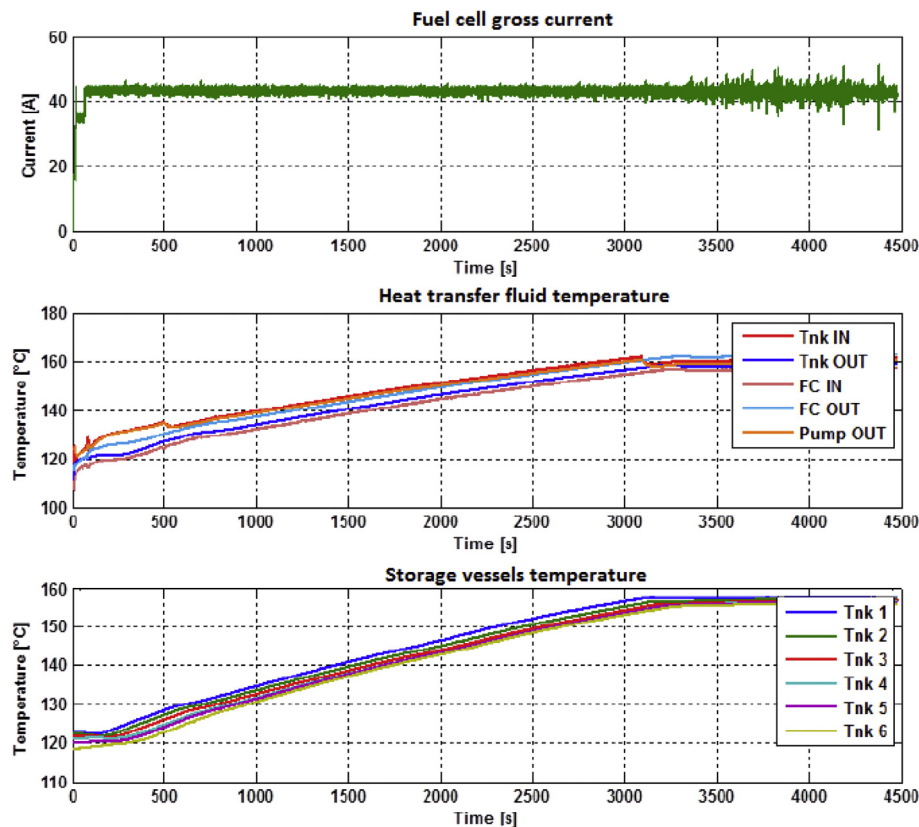 Fuel cell gross current
60
40
20
0
Current [A]
0 500 1000 1500 2000 2500 3000 3500 4000 4500
Time [s]
Heat transfer fluid temperature
180
160
140
120
100
Temperature [°C]
Tnk IN
Tnk OUT
FC IN
FC OUT
Pump OUT
0 500 1000 1500 2000 2500 3000 3500 4000 4500
Time [s]
Storage vessels temperature
160
150
140
130
120
110
Temperature [°C]
Tnk 1
Tnk 2
Tnk 3
Tnk 4
Tnk 5
Tnk 6
0 500 1000 1500 2000 2500 3000 3500 4000 4500
Time [s]